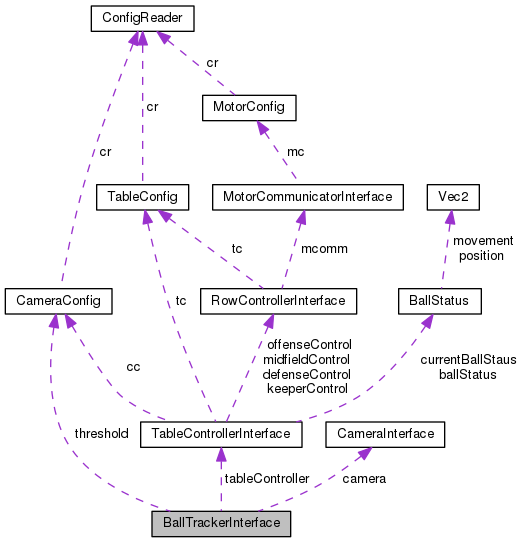 ConfigReader
cr
MotorConfig
cr
cr
mc
TableConfig
MotorCommunicatorInterface
Vec2
tc
mcomm
movement
position
CameraConfig
RowControllerInterface
BallStatus
tc
offenseControl
midfieldControl
defenseControl
keeperControl
cc
currentBallStaus
ballStatus
threshold
TableControllerInterface
CameraInterface
tableController
camera
BallTrackerInterface